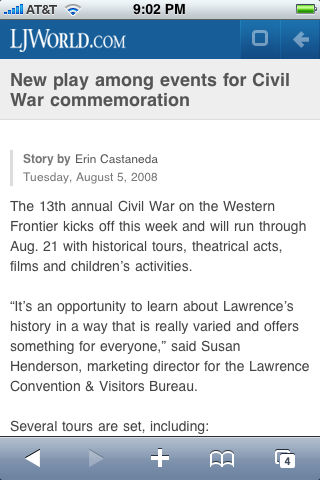 AT&T 9:02 PM
LJWORLD.COM
New play among events for Civil
War commemoration
Story by Erin Castaneda
Tuesday, August 5, 2008
The 13th annual Civil War on the Western
Frontier kicks off this week and will run through
Aug. 21 with historical tours, theatrical acts,
films and children’s activities.
“It’s an opportunity to learn about Lawrence’s
history in a way that is really varied and offers
something for everyone,” said Susan
Henderson, marketing director for the Lawrence
Convention & Visitors Bureau.
Several tours are set, including:
4